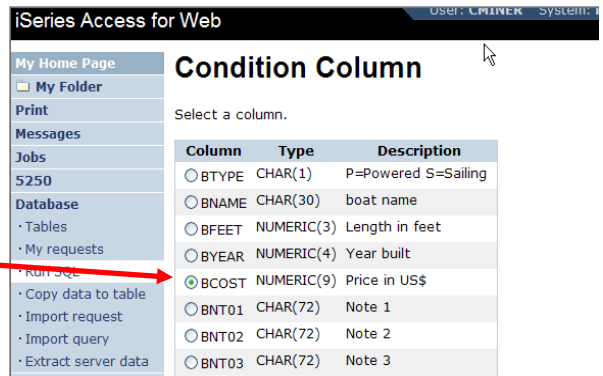 iSeries Access for Web
User: CMINER System:
My Home Page
My Folder
Print
Messages
Jobs
5250
Database
· Tables
· My requests
· Run SQL
· Copy data to table
· Import request
· Import query
· Extract server data
Condition Column
Select a column.
Column Type Description
BTYPE CHAR(1) P=Powered S=Sailing
BNAME CHAR(30) boat name
BFEET NUMERIC(3) Length in feet
BYEAR NUMERIC(4) Year built
BCOST NUMERIC(9) Price in US$
BNT01 CHAR(72) Note 1
BNT02 CHAR(72) Note 2
BNT03 CHAR(72) Note 3